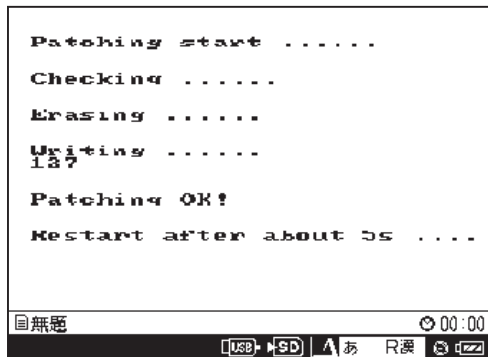 Patching start ......
Checking ......
Erasing ......
Writing ......
137
Patching OK!
Restart after about 5s ....
無題 00:00
USB SD A あ R漢